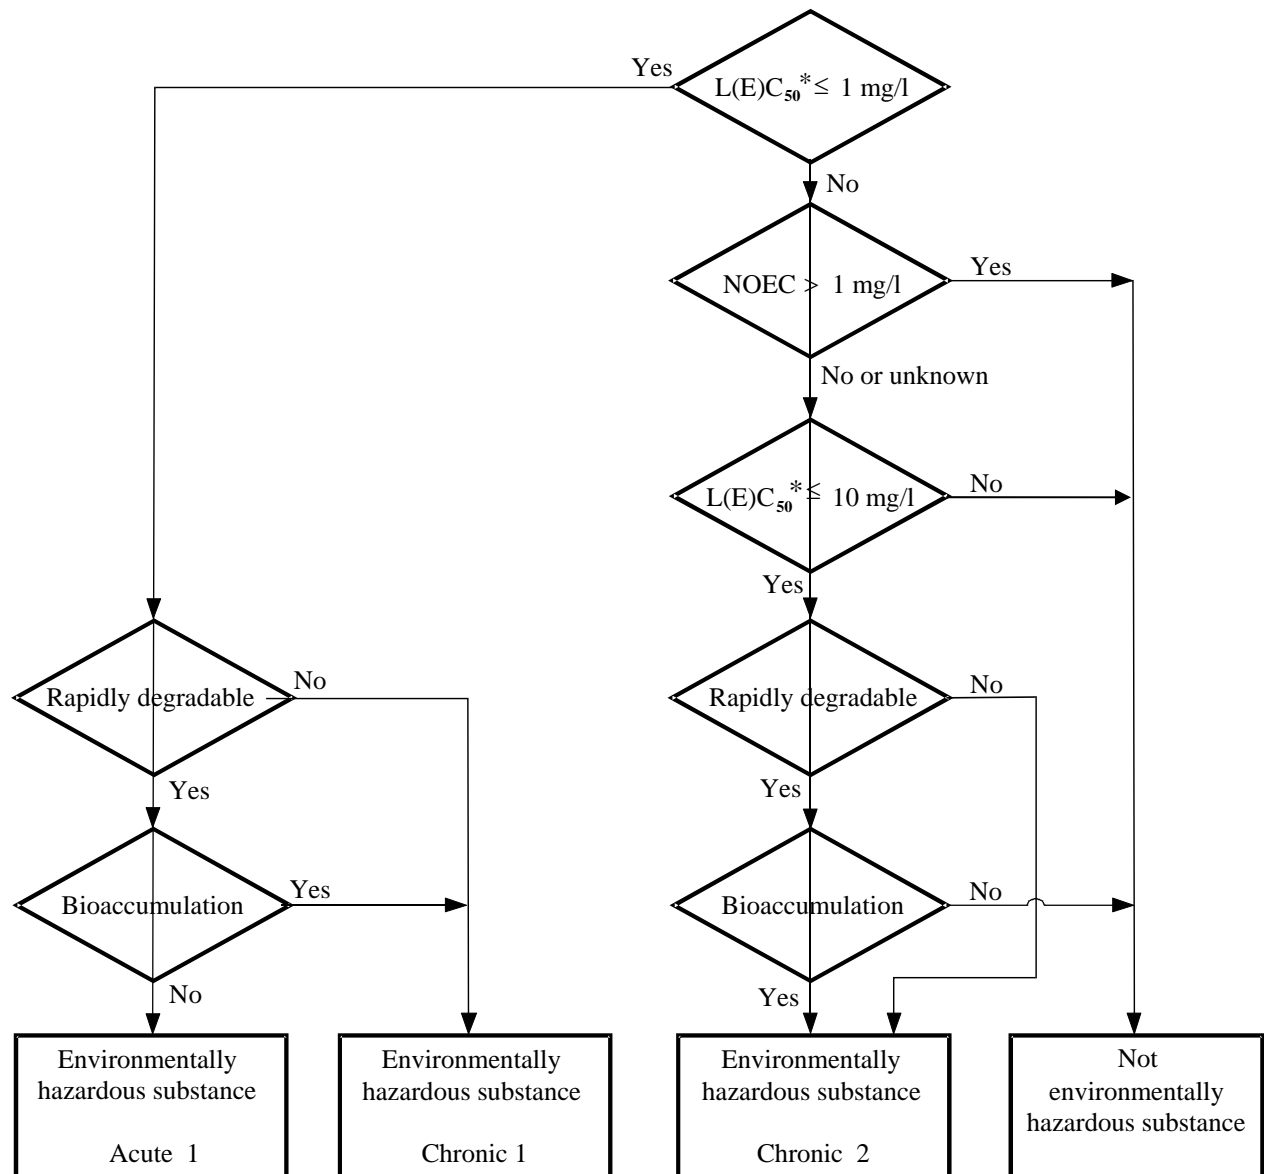 Yes
L(E)C50* ≤ 1 mg/l
No
NOEC > 1 mg/l
Yes
No or unknown
L(E)C50* ≤ 10 mg/l
No
Yes
Rapidly degradable
No
Rapidly degradable
No
Yes
Yes
Bioaccumulation
Yes
Bioaccumulation
No
No
Yes
Environmentally
hazardous substance
Acute 1
Environmentally
hazardous substance
Chronic 1
Environmentally
hazardous substance
Chronic 2
Not
environmentally
hazardous substance